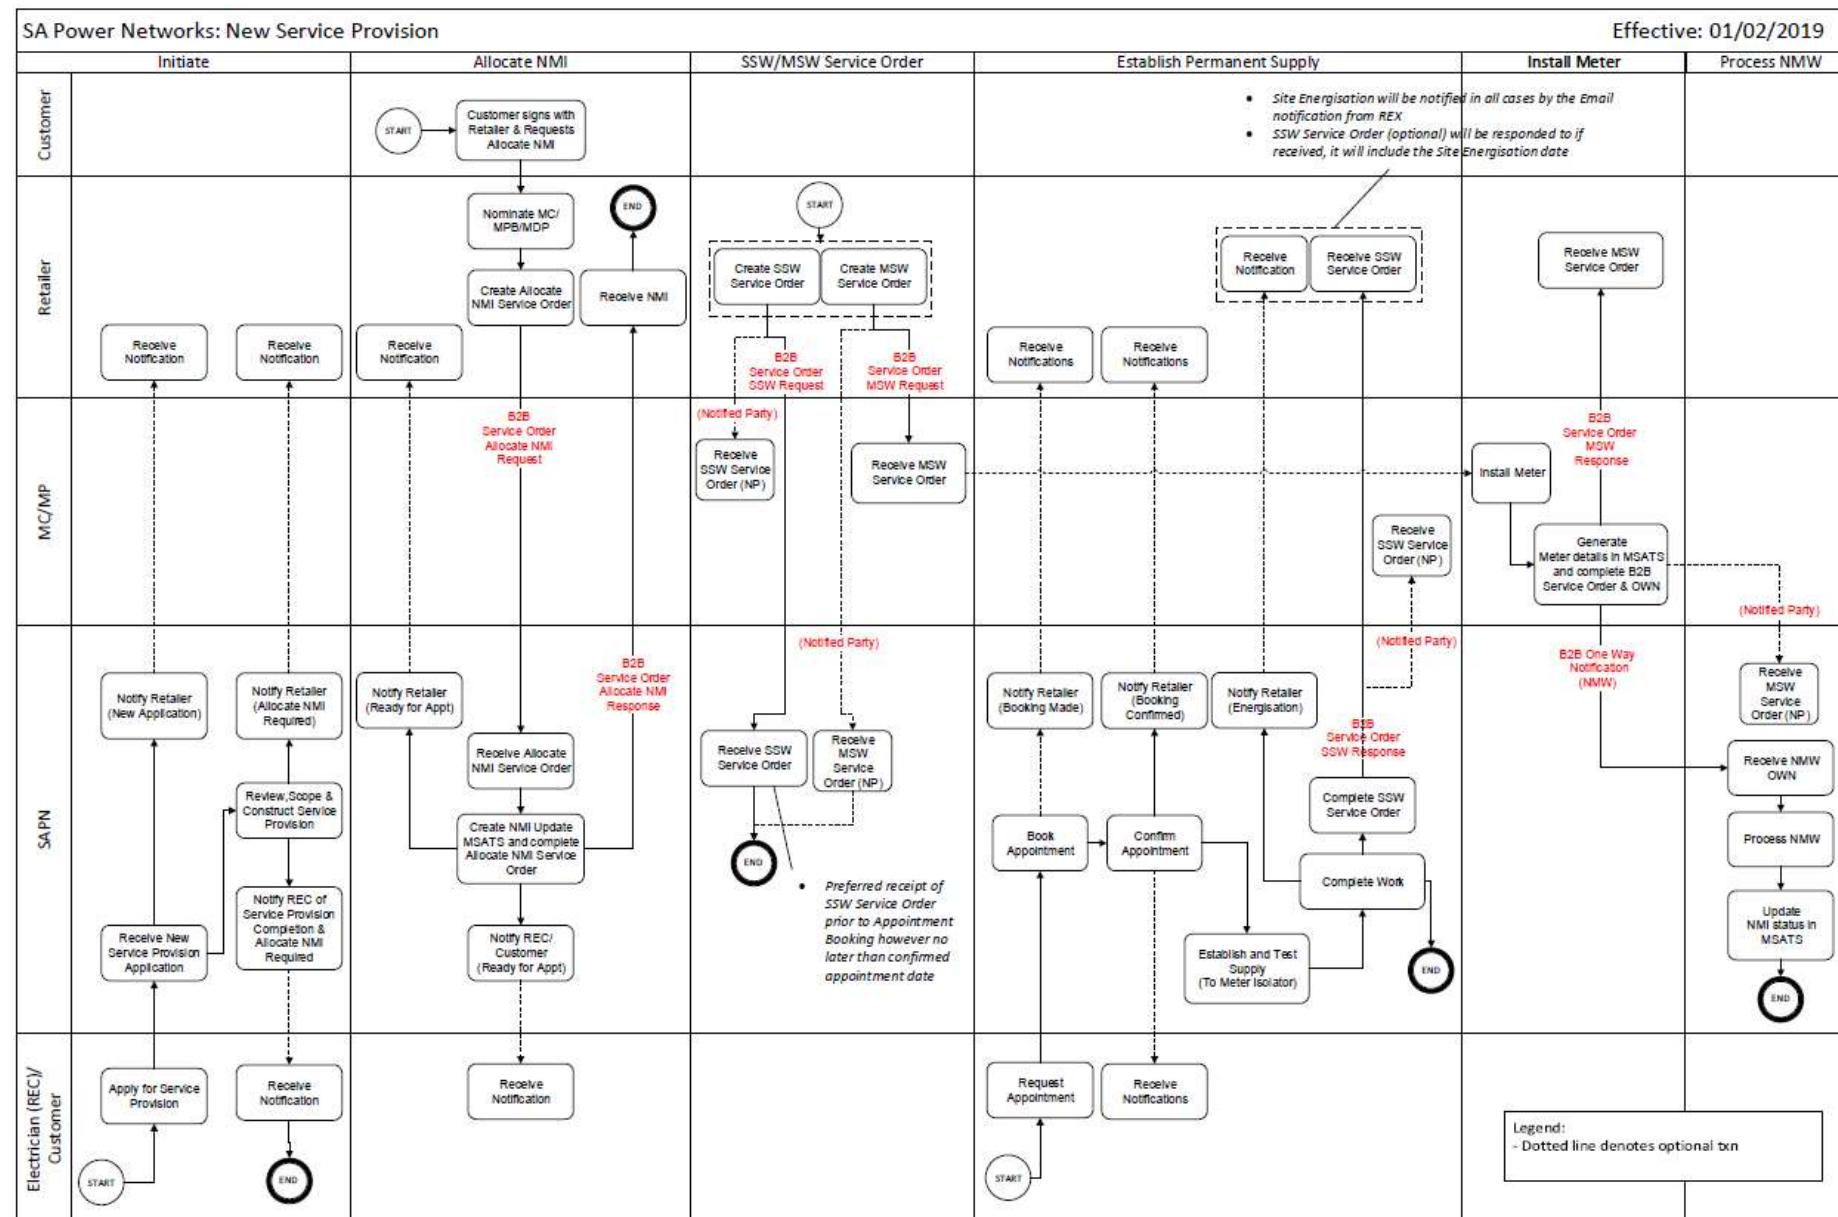 SA Power Networks: New Service Provision
Effective: 01/02/2019
Initiate
Allocate NMI
SSW/MSW Service Order
Establish Permanent Supply
Install Meter
Process NMW
Customer
START
Customer signs with
Retailer & Requests
Allocate NMI
• Site Energisation will be notified in all cases by the Email
notification from REX
• SSW Service Order (optional) will be responded to if
received, it will include the Site Energisation date
Retailer
Nominate MC/
MPB/MDP
END
START
Create Allocate
NMI Service Order
Receive NMI
Create SSW
Service Order
Create MSW
Service Order
Receive
Notification
Receive SSW
Service Order
Receive MSW
Service Order
Receive
Notification
Receive
Notification
Receive
Notification
B2B
Service Order
SSW Request
B2B
Service Order
MSW Request
Receive
Notifications
Receive
Notifications
MC/MP
B2B
Service Order
Allocate NMI
Request
(Notified Party)
Receive
SSW Service
Order (NP)
Receive MSW
Service Order
Install Meter
B2B
Service Order
MSW
Response
Receive
SSW Service
Order (NP)
Generate
Meter details in MSATS
and complete B2B
Service Order & OWN
(Notified Party)
SAPN
Notify Retailer
(New Application)
Notify Retailer
(Allocate NMI
Required)
Notify Retailer
(Ready for Appt)
B2B
Service Order
Allocate NMI
Response
(Notified Party)
Notify Retailer
(Booking Made)
Notify Retailer
(Booking
Confirmed)
Notify Retailer
(Energisation)
(Notified Party)
B2B One Way
Notification
(NMW)
Receive
MSW
Service
Order (NP)
Receive Allocate
NMI Service Order
Receive SSW
Service Order
Receive
MSW
Service
Order (NP)
B2B
Service Order
SSW Response
Receive NMW
OWN
Review, Scope &
Construct Service
Provision
Create NMI Update
MSATS and complete
Allocate NMI Service
Order
END
Book
Appointment
Confirm
Appointment
Complete SSW
Service Order
Complete Work
Process NMW
• Preferred receipt of
SSW Service Order
prior to Appointment
Booking however no
later than confirmed
appointment date
Receive New
Service Provision
Application
Notify REC of
Service Provision
Completion &
Allocate NMI
Required
Notify REC/
Customer
(Ready for Appt)
Establish and Test
Supply
(To Meter Isolator)
END
Update
NMI status in
MSATS
END
Electrician (REC)/
Customer
Apply for Service
Provision
Receive
Notification
Receive
Notification
Request
Appointment
Receive
Notifications
START
END
START
Legend:
- Dotted line denotes optional txn